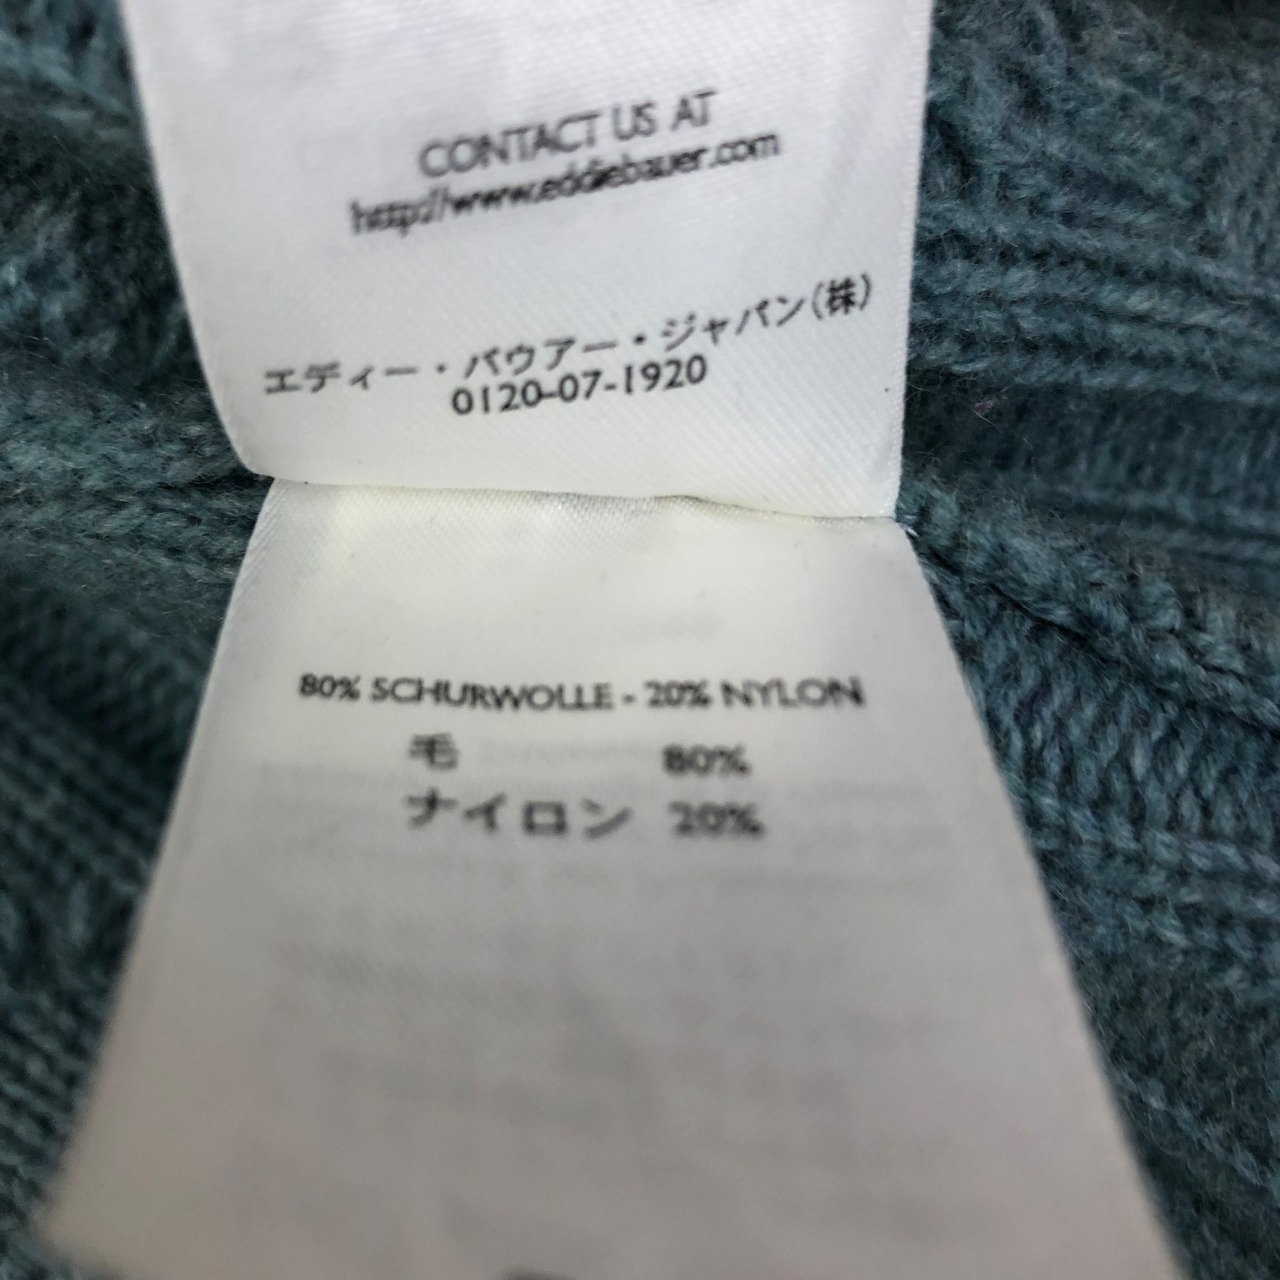 CONTACT US AT
http://www.eddiebauer.com
エディー・バウアー・ジャパン(株)
0120-07-1920
80% SCHURWOLLE - 20% NYLON
毛 80%
ナイロン 20%